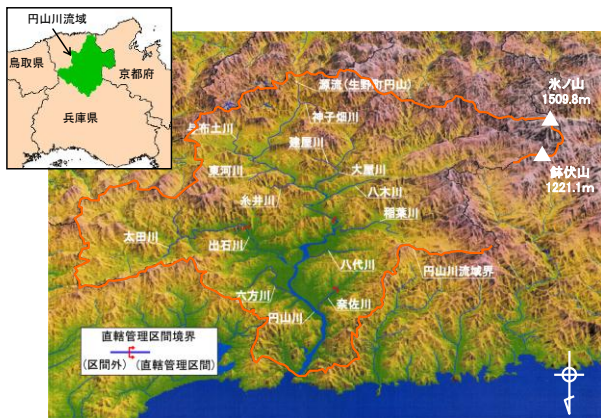 円山川流域
鳥取県
京都府
兵庫県
源流(生野町円山)
氷ノ山
1509.8m
神子畑川
与布土川
建屋川
鉢伏山
1221.1m
東河川
大屋川
八木川
糸井川
稲葉川
太田川
出石川
八代川
円山川流域界
六方川
奈佐川
円山川
直轄管理区間境界
(区間外)(直轄管理区間)